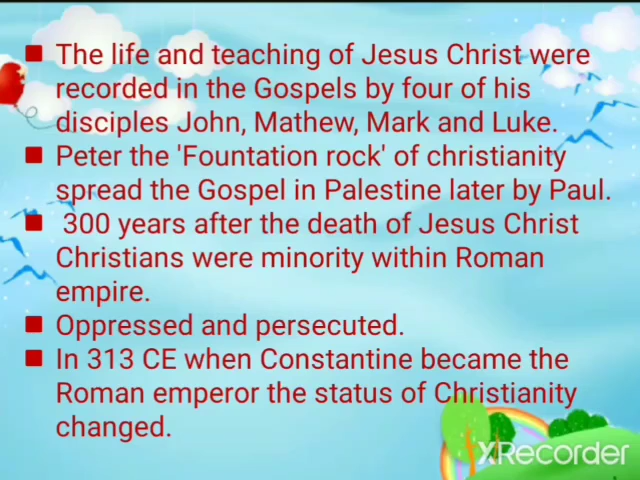 ■ The life and teaching of Jesus Christ were
recorded in the Gospels by four of his
disciples John, Mathew, Mark and Luke.
■ Peter the 'Fountation rock' of christianity
spread the Gospel in Palestine later by Paul.
■ 300 years after the death of Jesus Christ
Christians were minority within Roman
empire.
■ Oppressed and persecuted.
■ In 313 CE when Constantine became the
Roman emperor the status of Christianity
changed.
XRecorder